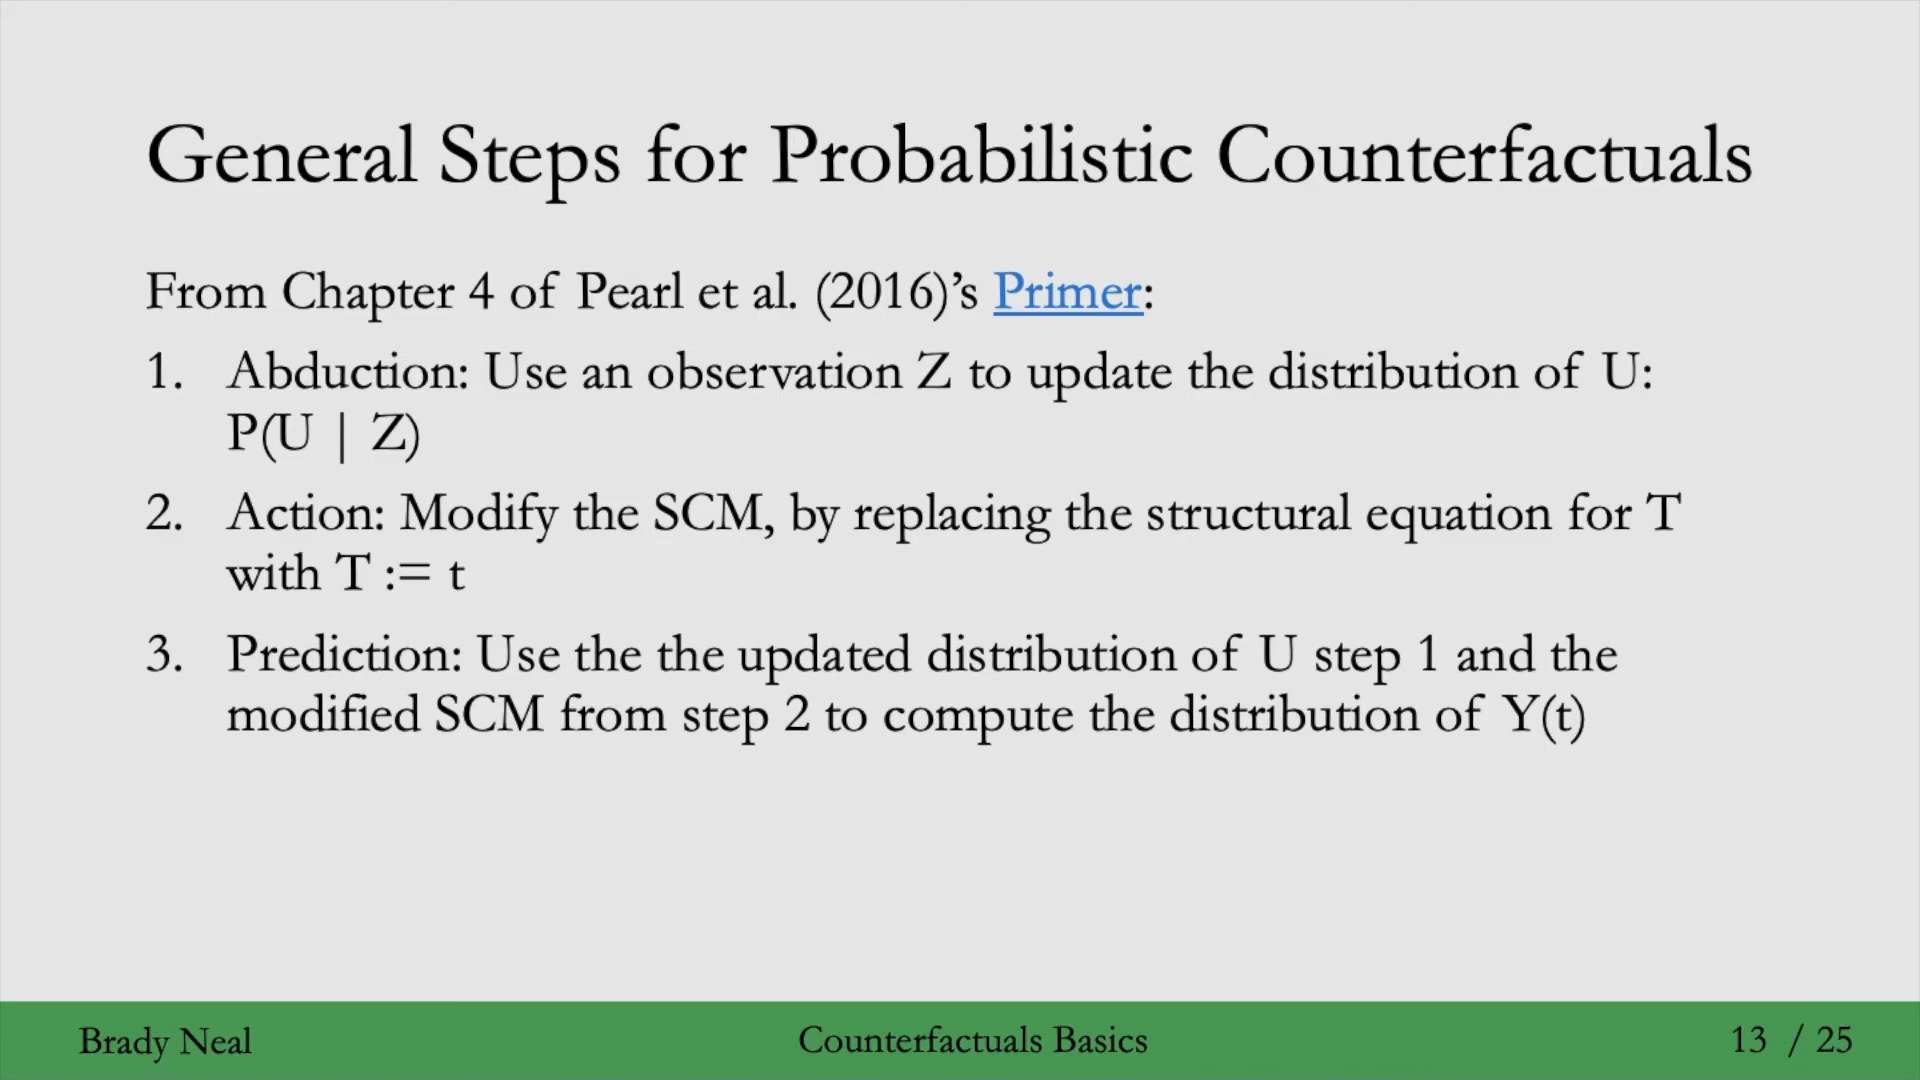 General Steps for Probabilistic Counterfactuals
From Chapter 4 of Pearl et al. (2016)’s Primer:
1. Abduction: Use an observation Z to update the distribution of U:
P(U | Z)
2. Action: Modify the SCM, by replacing the structural equation for T
with T := t
3. Prediction: Use the the updated distribution of U step 1 and the
modified SCM from step 2 to compute the distribution of Y(t)
Brady Neal
Counterfactuals Basics
13 / 25